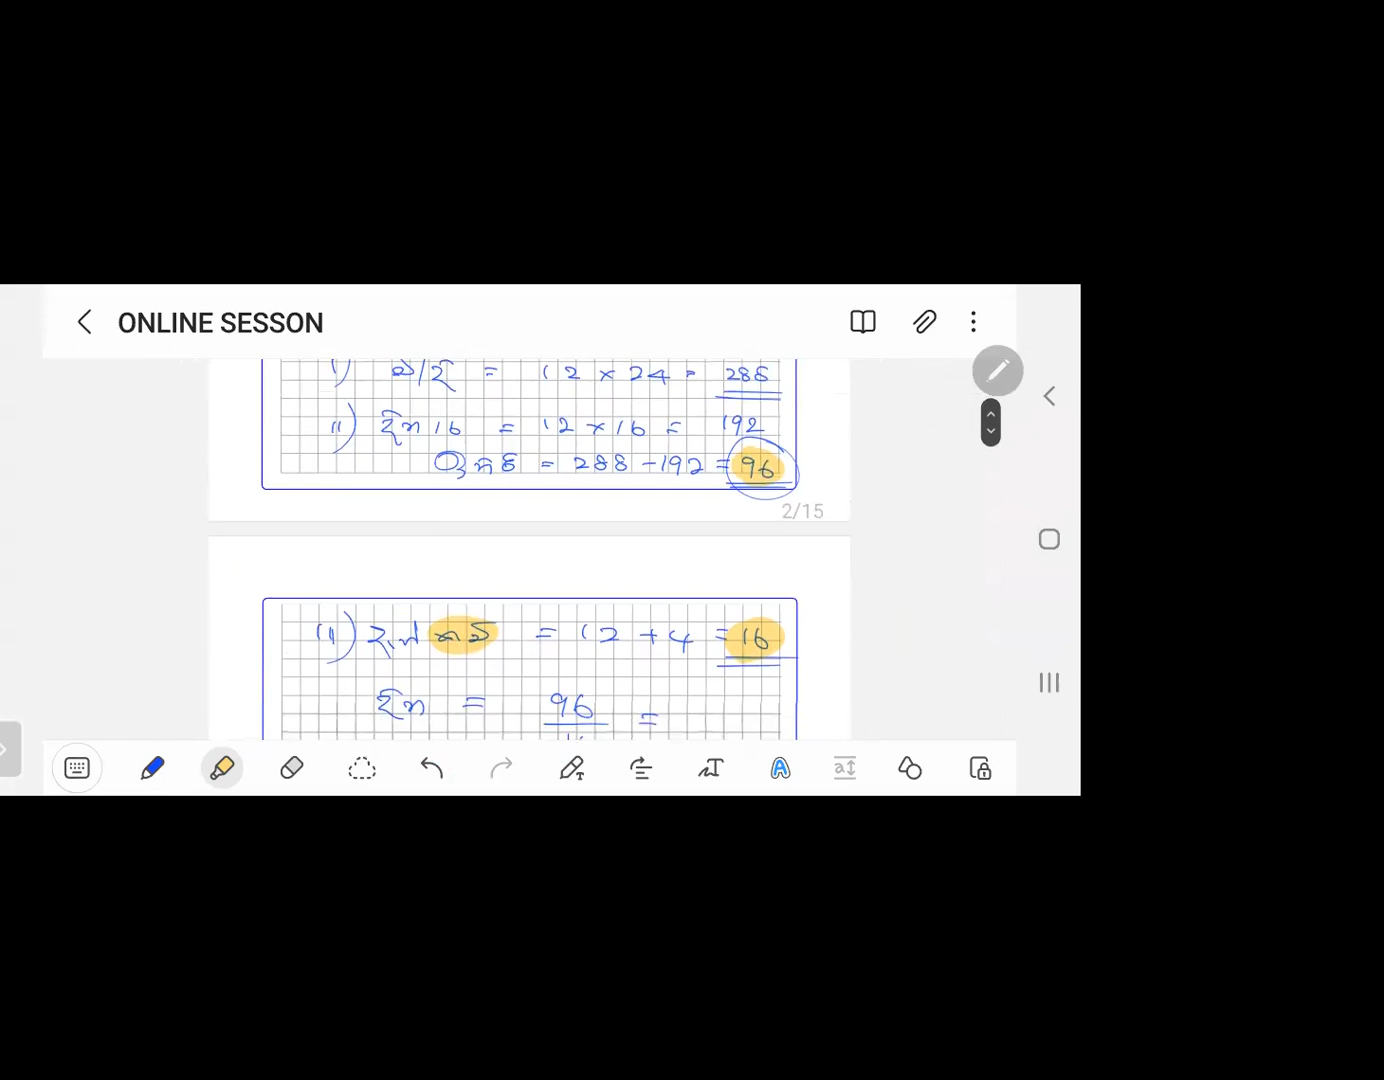 ONLINE SESSON
i) ව/දි = 12 × 24 = 288
ii) දින 16 = 12 × 16 = 192
= 288 - 192 = 96
2/15
= 12 + 4 = 16
දින = 96 =